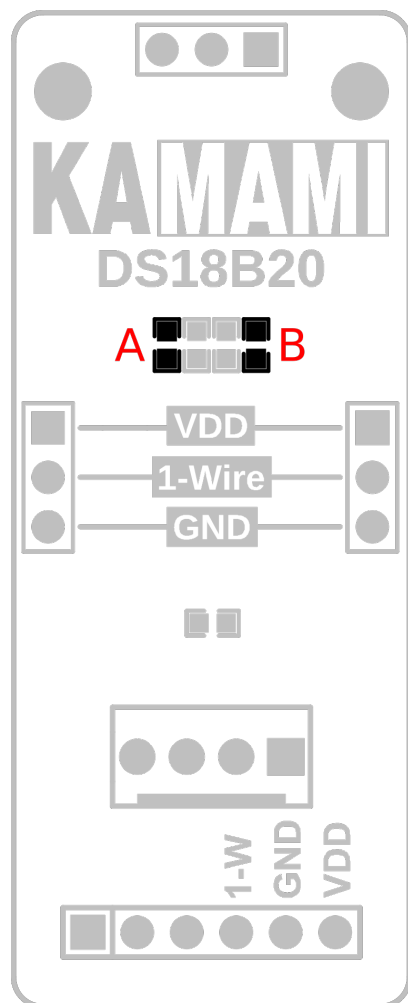 KAMAMI
DS18B20
A B
VDD
1-Wire
GND
1-W GND VDD